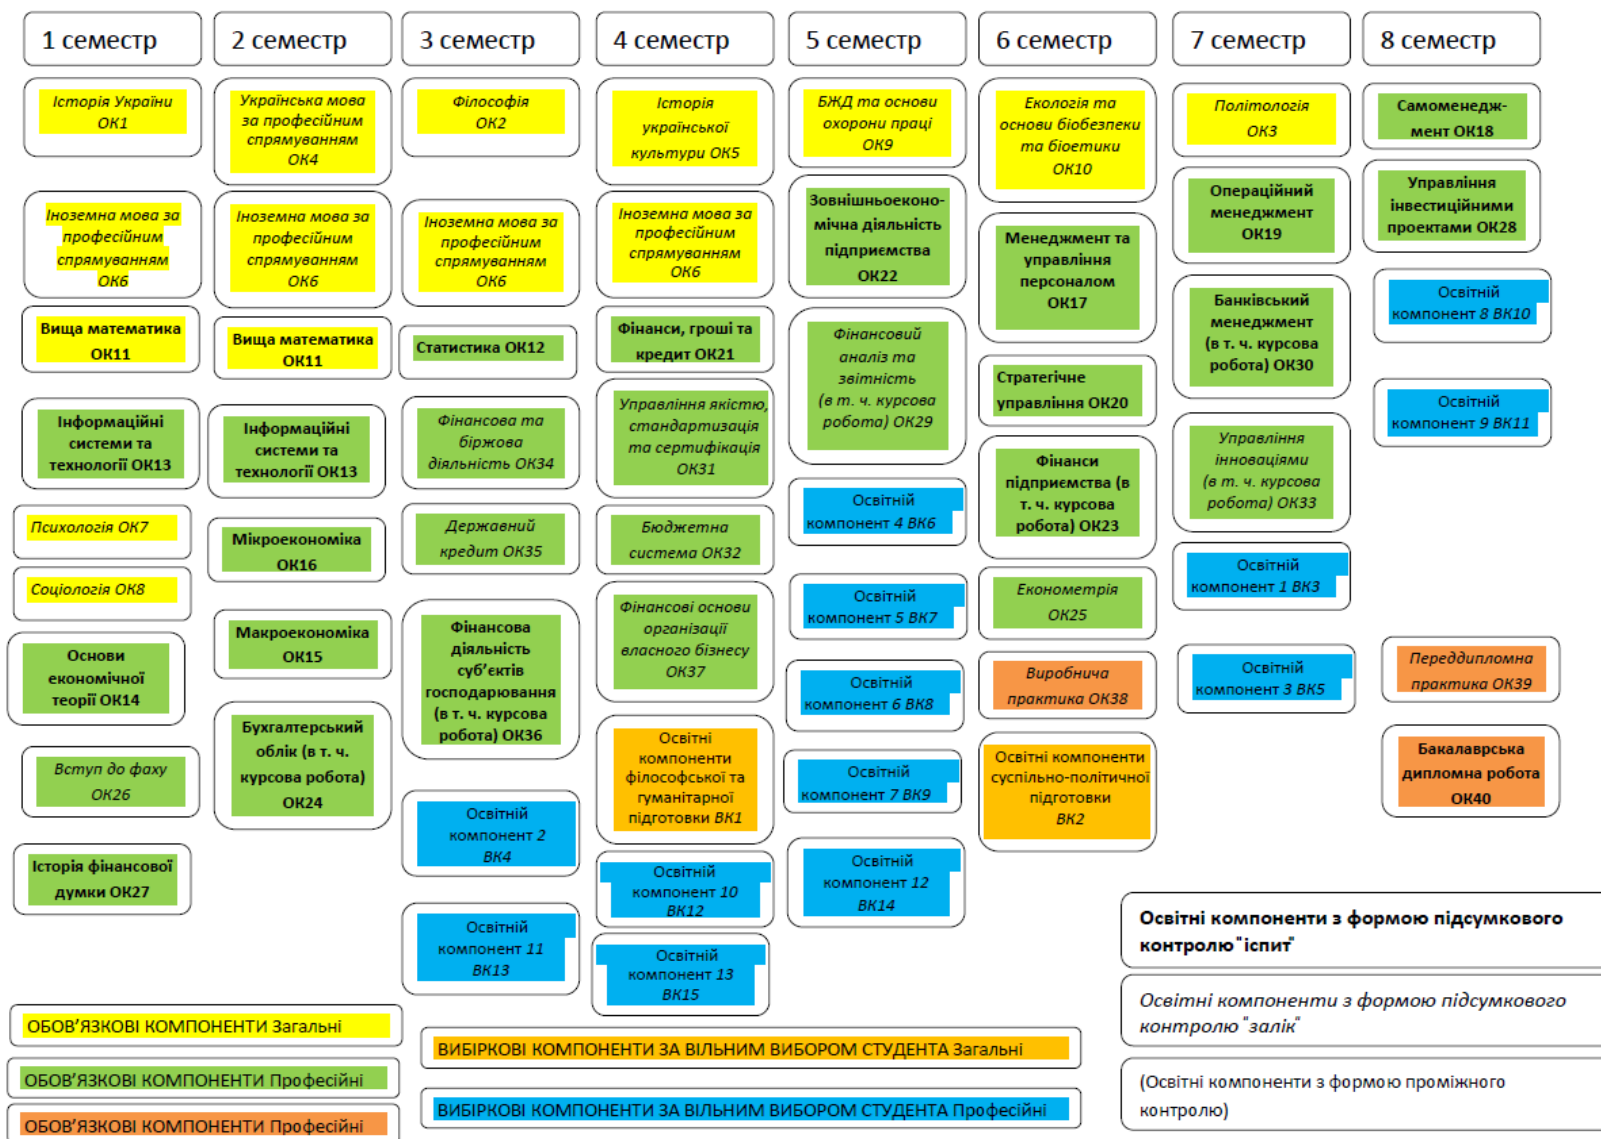 1 семестр
2 семестр
3 семестр
4 семестр
5 семестр
6 семестр
7 семестр
8 семестр
Історія України
ОК1
Іноземна мова за
професійним
спрямуванням
ОК6
Вища математика
ОК11
Інформаційні
системи та
технології ОК13
Психологія ОК7
Соціологія ОК8
Основи
економічної
теорії ОК14
Вступ до фаху
ОК26
Історія фінансової
думки ОК27
Українська мова
за професійним
спрямуванням
ОК4
Іноземна мова за
професійним
спрямуванням
ОК6
Вища математика
ОК11
Інформаційні
системи та
технології ОК13
Мікроекономіка
ОК16
Макроекономіка
ОК15
Бухгалтерський
облік (в т. ч.
курсова робота)
ОК24
Філософія
ОК2
Іноземна мова за
професійним
спрямуванням
ОК6
Статистика ОК12
Фінансова та
біржова
діяльність ОК34
Державний
кредит ОК35
Фінансова
діяльність
суб’єктів
господарювання
(в т. ч. курсова
робота) ОК36
Освітній
компонент 2
ВК4
Освітній
компонент 11
ВК13
Історія
української
культури ОК5
Іноземна мова за
професійним
спрямуванням
ОК6
Фінанси, гроші та
кредит ОК21
Управління якістю,
стандартизація
та сертифікація
ОК31
Бюджетна
система ОК32
Фінансові основи
організації
власного бізнесу
ОК37
Освітні
компоненти
філософської та
гуманітарної
підготовки ВК1
Освітній
компонент 10
ВК12
Освітній
компонент 13
ВК15
БЖД та основи
охорони праці
ОК9
Зовнішньоеконо-
мічна діяльність
підприємства
ОК22
Фінансовий
аналіз та
звітність
(в т. ч. курсова
робота) ОК29
Освітній
компонент 4 ВК6
Освітній
компонент 5 ВК7
Освітній
компонент 6 ВК8
Освітній
компонент 7 ВК9
Освітній
компонент 12
ВК14
Екологія та
основи біобезпеки
та біоетики
ОК10
Менеджмент та
управління
персоналом
ОК17
Стратегічне
управління ОК20
Фінанси
підприємства (в
т. ч. курсова
робота) ОК23
Економетрія
ОК25
Виробнича
практика ОК38
Освітні компоненти
суспільно-політичної
підготовки
ВК2
Політологія
ОК3
Операційний
менеджмент
ОК19
Банківський
менеджмент
(в т. ч. курсова
робота) ОК30
Управління
інноваціями
(в т. ч. курсова
робота) ОК33
Освітній
компонент 1 ВК3
Освітній
компонент 3 ВК5
Самоменедж-
мент ОК18
Управління
інвестиційними
проектами ОК28
Освітній
компонент 8 ВК10
Освітній
компонент 9 ВК11
Переддипломна
практика ОК39
Бакалаврська
дипломна робота
ОК40
ОБОВ’ЯЗКОВІ КОМПОНЕНТИ Загальні
ОБОВ’ЯЗКОВІ КОМПОНЕНТИ Професійні
ОБОВ’ЯЗКОВІ КОМПОНЕНТИ Професійні
ВИБІРКОВІ КОМПОНЕНТИ ЗА ВІЛЬНИМ ВИБОРОМ СТУДЕНТА Загальні
ВИБІРКОВІ КОМПОНЕНТИ ЗА ВІЛЬНИМ ВИБОРОМ СТУДЕНТА Професійні
Освітні компоненти з формою підсумкового
контролю "іспит"
Освітні компоненти з формою підсумкового
контролю "залік"
(Освітні компоненти з формою проміжного
контролю)